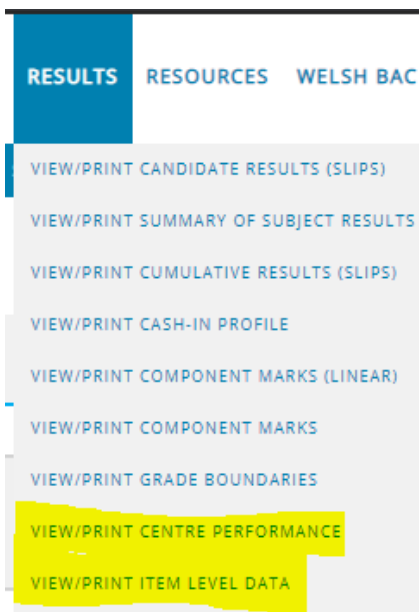 RESULTS RESOURCES WELSH BAC
VIEW/PRINT CANDIDATE RESULTS (SLIPS)
VIEW/PRINT SUMMARY OF SUBJECT RESULTS
VIEW/PRINT CUMULATIVE RESULTS (SLIPS)
VIEW/PRINT CASH-IN PROFILE
VIEW/PRINT COMPONENT MARKS (LINEAR)
VIEW/PRINT COMPONENT MARKS
VIEW/PRINT GRADE BOUNDARIES
VIEW/PRINT CENTRE PERFORMANCE
VIEW/PRINT ITEM LEVEL DATA